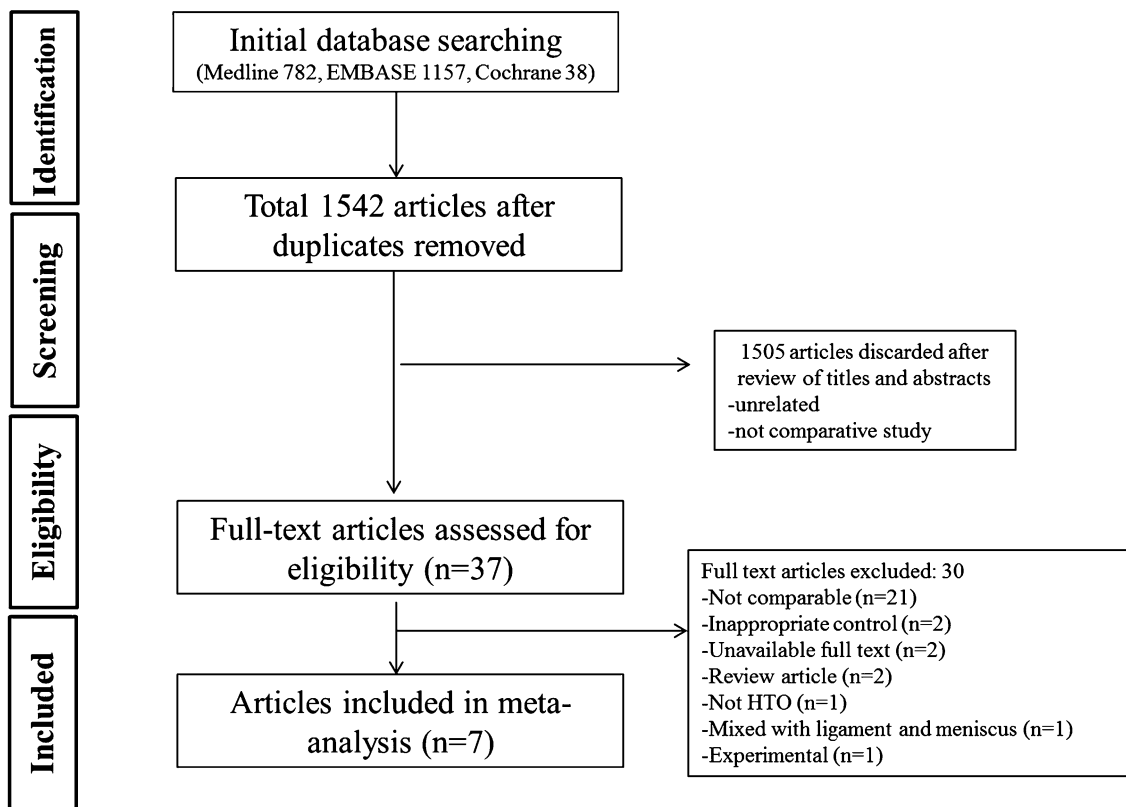 Identification
Initial database searching
(Medline 782, EMBASE 1157, Cochrane 38)
Total 1542 articles after
duplicates removed
Screening
1505 articles discarded after
review of titles and abstracts
-unrelated
-not comparative study
Eligibility
Full-text articles assessed for
eligibility (n=37)
Full text articles excluded: 30
-Not comparable (n=21)
-Inappropriate control (n=2)
-Unavailable full text (n=2)
-Review article (n=2)
-Not HTO (n=1)
-Mixed with ligament and meniscus (n=1)
-Experimental (n=1)
Included
Articles included in meta-
analysis (n=7)